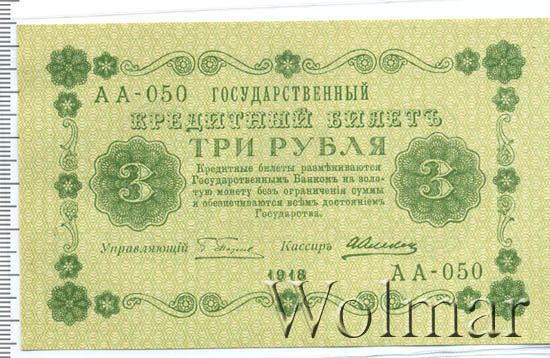 АА-050 ГОСУДАРСТВЕННЫЙ
КРЕДИТНЫЙ БИЛЕТЪ
ТРИ РУБЛЯ
3
Кредитные билеты размѣниваются
Государственнымъ Банкомъ на золо-
тую монету безъ ограниченія суммы
и обезпечиваются всѣмъ достояніемъ
Государства.
3
Управляющій
Кассиръ
1918
АА-050
Wolmar